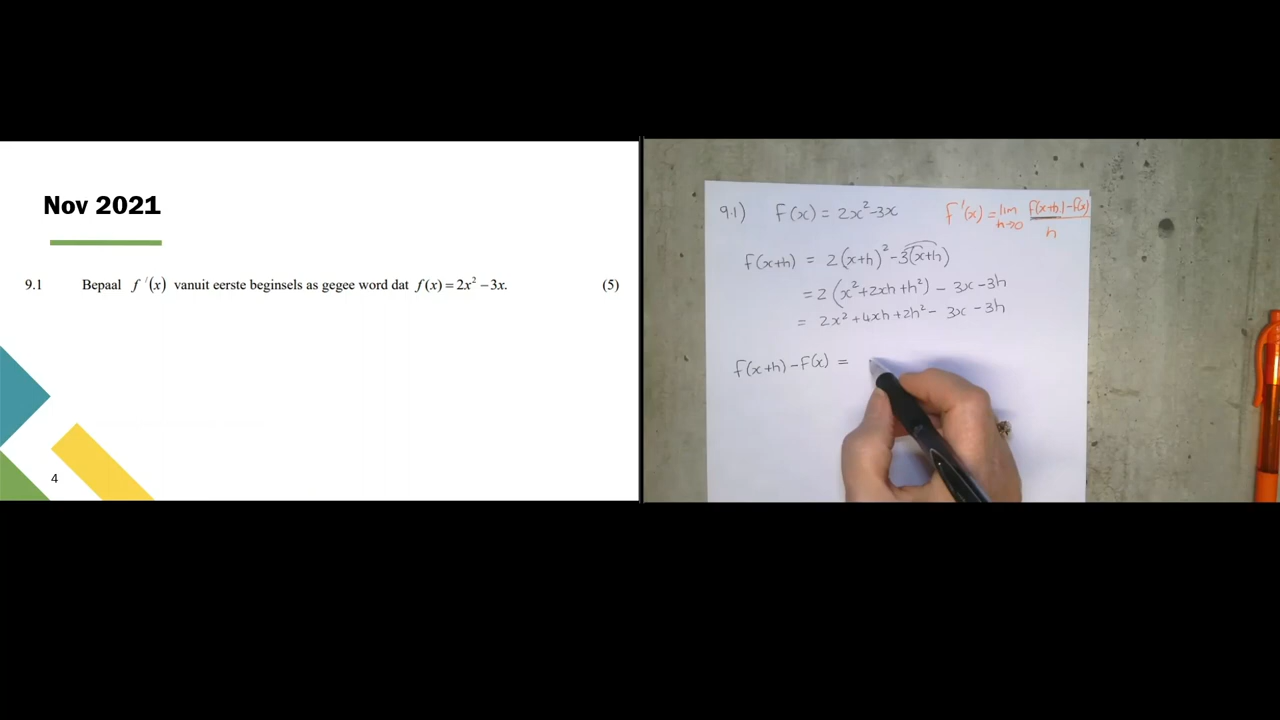 Nov 2021
9.1 Bepaal f ′(x) vanuit eerste beginsels as gegee word dat f(x) = 2x² − 3x. (5)
4
9.1) f(x) = 2x² - 3x f'(x) = lim h→0 f(x+h) - f(x) / h
f(x+h) = 2(x+h)² - 3(x+h)
= 2(x² + 2xh + h²) - 3x - 3h
= 2x² + 4xh + 2h² - 3x - 3h
f(x+h) - f(x) =